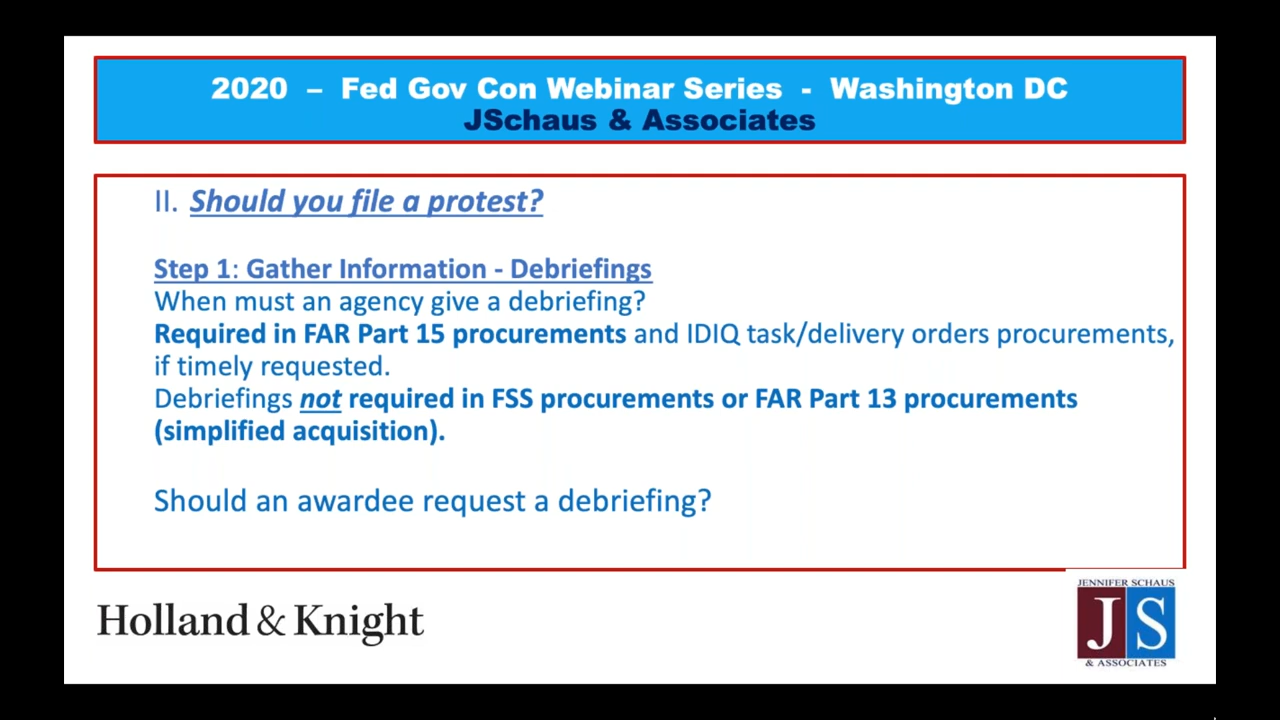 2020 – Fed Gov Con Webinar Series - Washington DC
JSchaus & Associates
II. Should you file a protest?
Step 1: Gather Information - Debriefings
When must an agency give a debriefing?
Required in FAR Part 15 procurements and IDIQ task/delivery orders procurements,
if timely requested.
Debriefings not required in FSS procurements or FAR Part 13 procurements
(simplified acquisition).
Should an awardee request a debriefing?
Holland & Knight
JENNIFER SCHAUS
JS
& ASSOCIATES